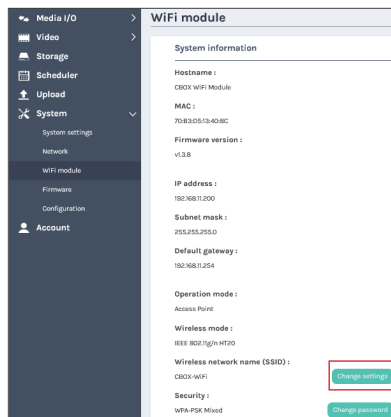 Media I/O
Video
Storage
Scheduler
Upload
System
System settings
Network
WiFi module
Firmware
Configuration
Account
WiFi module
System information
Hostname :
CBOX WiFi Module
MAC :
70:B3:D5:13:40:BC
Firmware version :
v1.3.8
IP address :
192.168.11.200
Subnet mask :
255.255.255.0
Default gateway :
192.168.11.254
Operation mode :
Access Point
Wireless mode :
IEEE 802.11g/n HT20
Wireless network name (SSID) :
CBOX-WiFi
Change settings
Security :
WPA-PSK Mixed
Change password